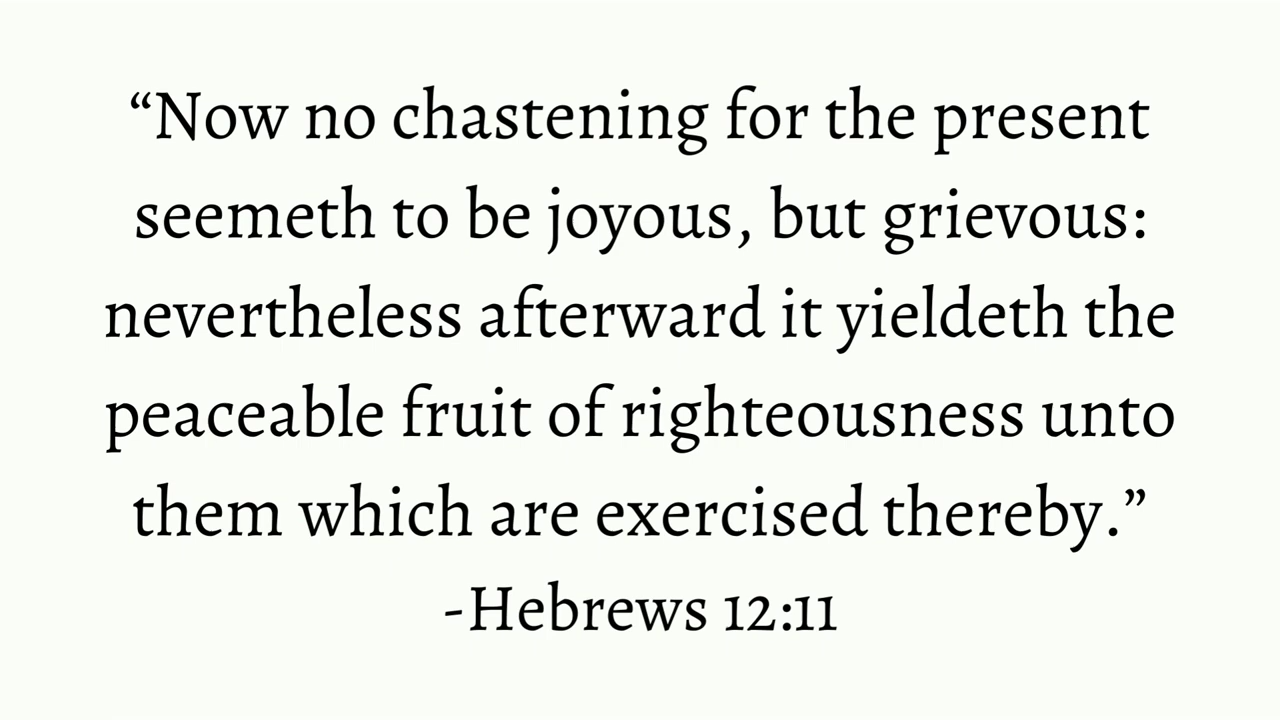 “Now no chastening for the present
seemeth to be joyous, but grievous:
nevertheless afterward it yieldeth the
peaceable fruit of righteousness unto
them which are exercised thereby.”
-Hebrews 12:11